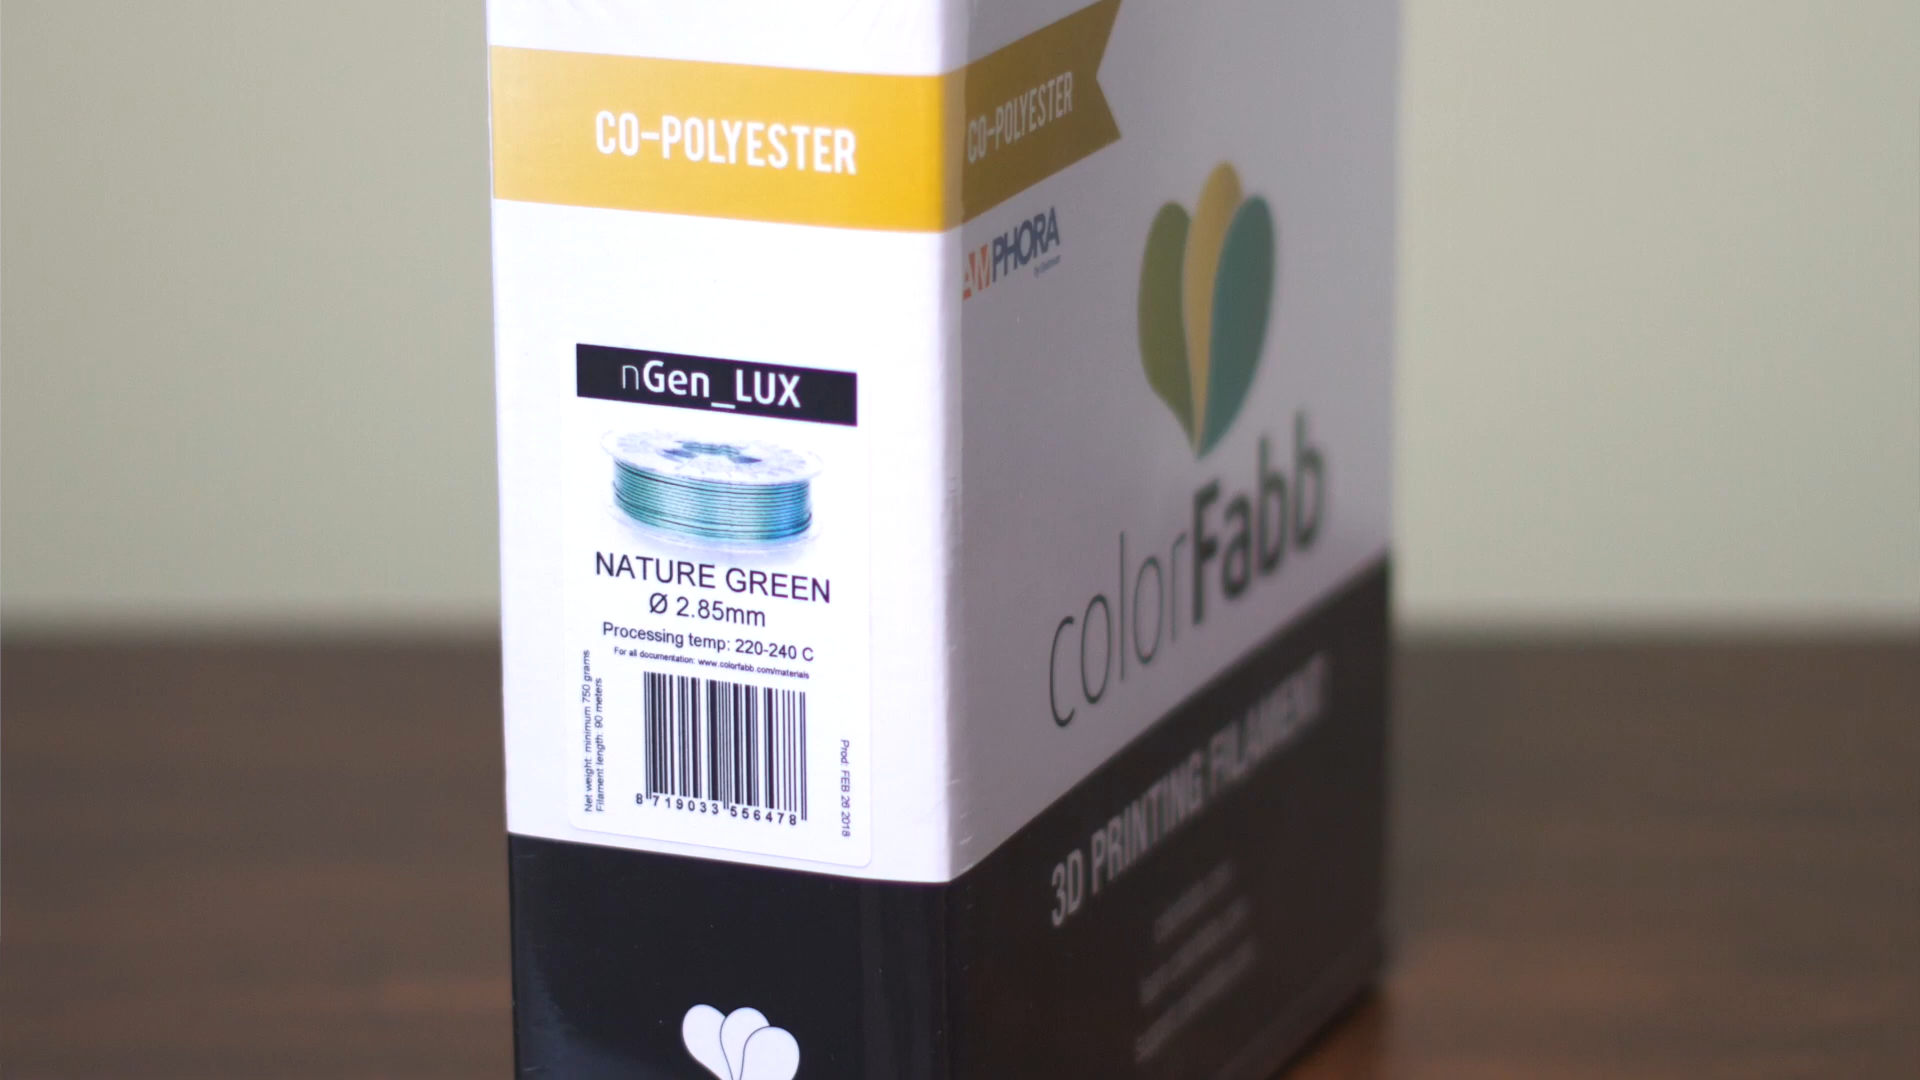 CO-POLYESTER
nGen_LUX
NATURE GREEN
Ø 2.85mm
Processing temp: 220-240 C
For all documentation: www.colorfabb.com/materials
Net weight: minimum 750 grams
Filament length: 90 meters
8 719033 556478
Prod: FEB 26 2018
CO-POLYESTER
AMPHORA
colorFabb
3D PRINTING FILAMENT